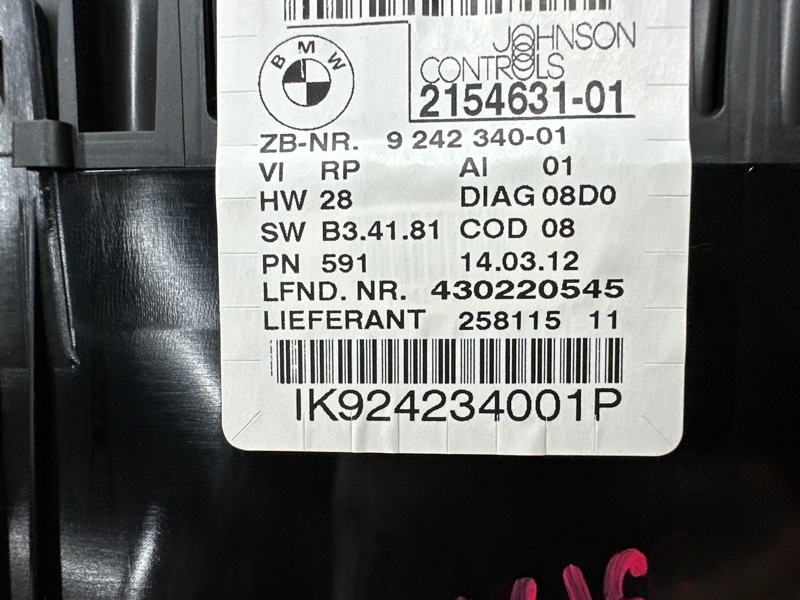 BMW
JOHNSON
CONTROLS
2154631-01
ZB-NR. 9 242 340-01
VI RP AI 01
HW 28 DIAG 08D0
SW B3.41.81 COD 08
PN 591 14.03.12
LFND. NR. 430220545
LIEFERANT 258115 11
IK924234001P